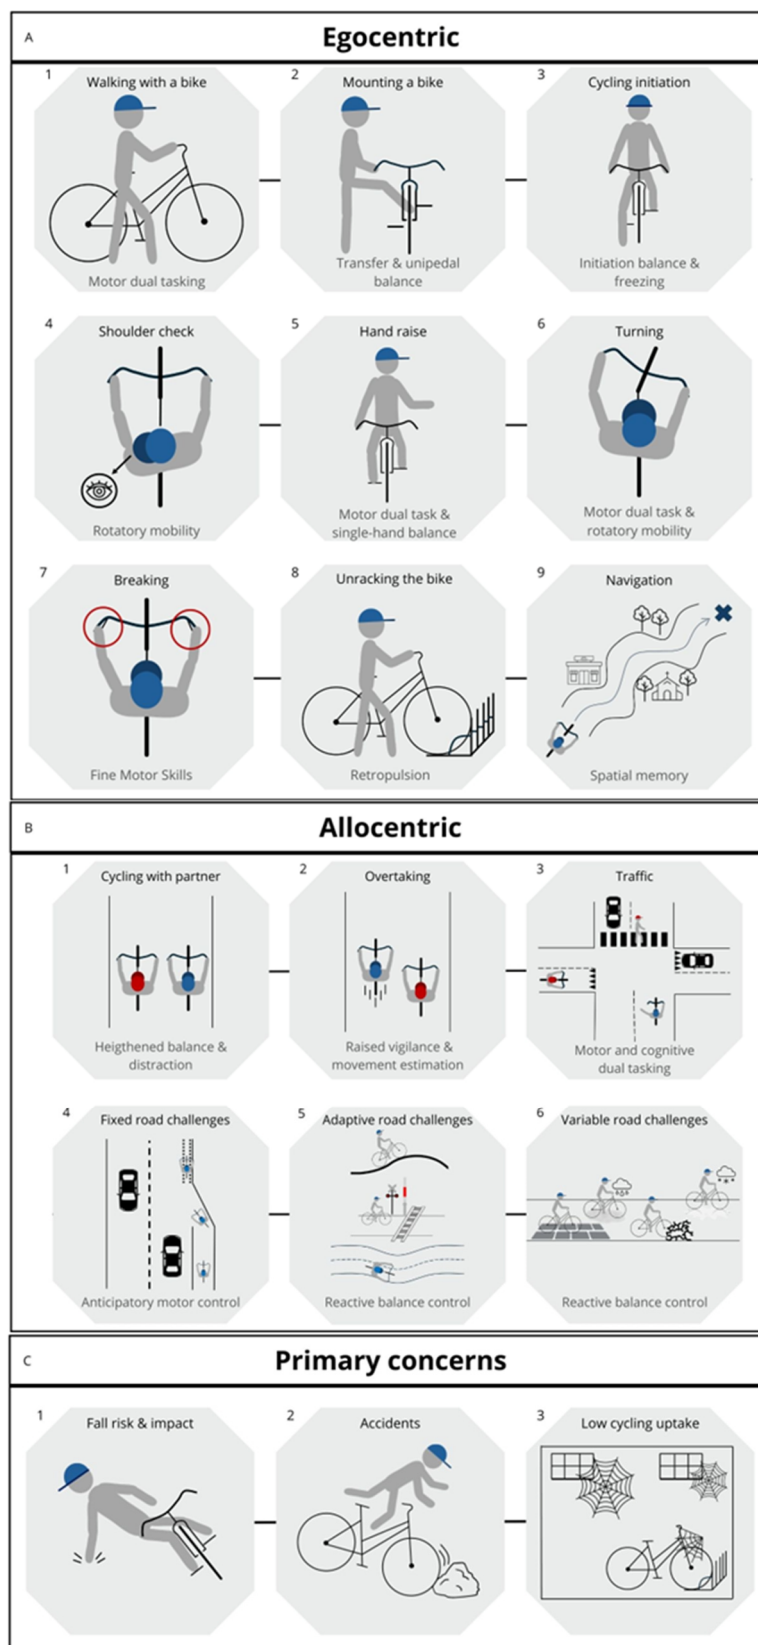 A
Egocentric
1
Walking with a bike
Motor dual tasking
2
Mounting a bike
Transfer & unipedal
balance
3
Cycling initiation
Initiation balance &
freezing
4
Shoulder check
Rotatory mobility
5
Hand raise
Motor dual task &
single-hand balance
6
Turning
Motor dual task &
rotatory mobility
7
Breaking
Fine Motor Skills
8
Unracking the bike
Retropulsion
9
Navigation
Spatial memory
B
Allocentric
1
Cycling with partner
Heigthened balance &
distraction
2
Overtaking
Raised vigilance &
movement estimation
3
Traffic
Motor and cognitive
dual tasking
4
Fixed road challenges
Anticipatory motor control
5
Adaptive road challenges
Reactive balance control
6
Variable road challenges
Reactive balance control
C
Primary concerns
1
Fall risk & impact
2
Accidents
3
Low cycling uptake